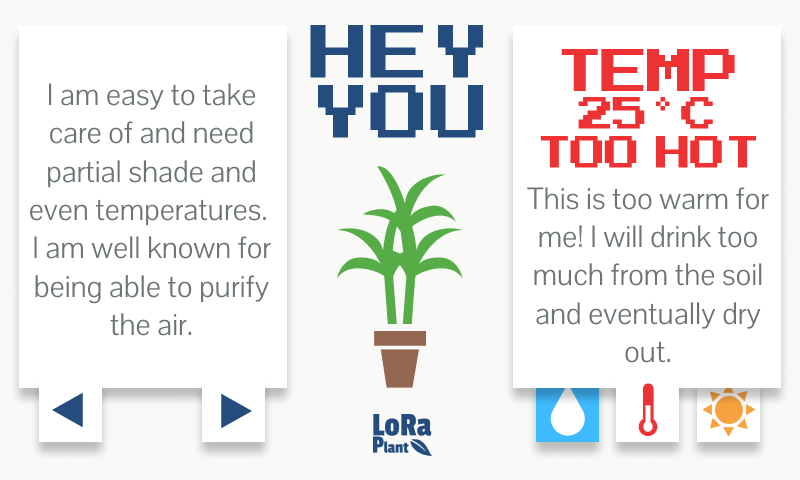 I am easy to take
care of and need
partial shade and
even temperatures.
I am well known for
being able to purify
the air.
HEY
YOU
LoRa
Plant
TEMP
25°C
TOO HOT
This is too warm for
me! I will drink too
much from the soil
and eventually dry
out.